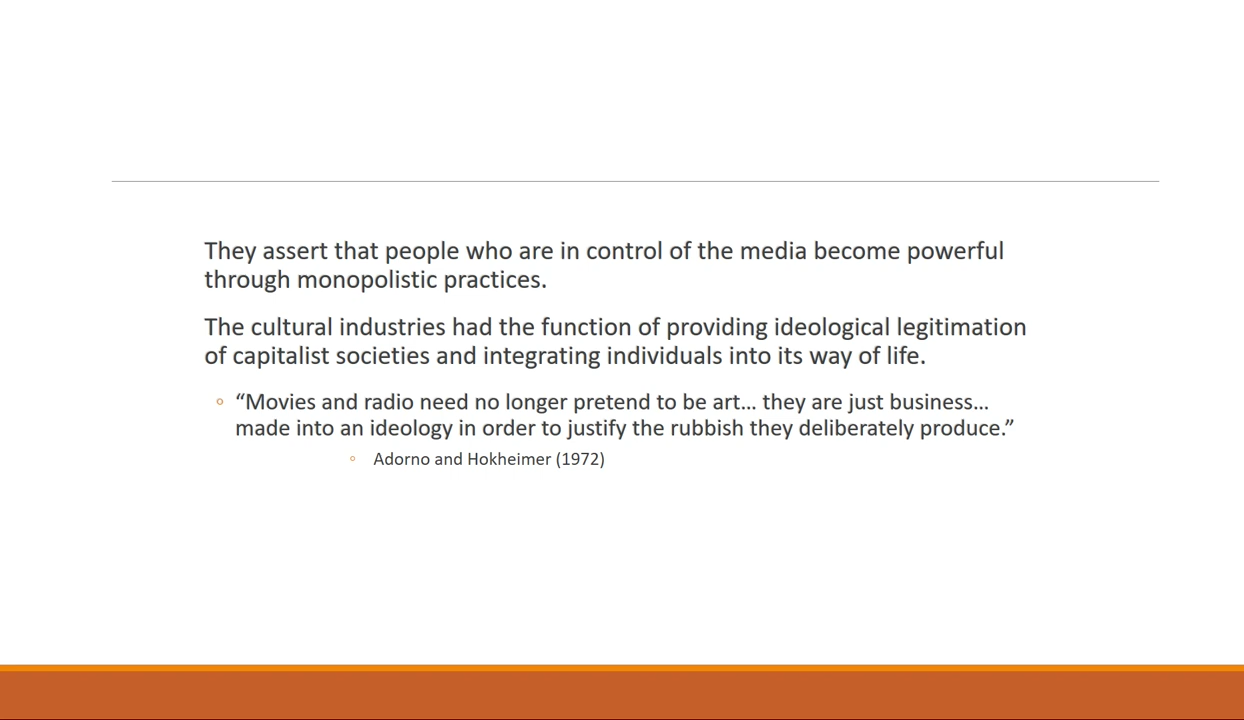 They assert that people who are in control of the media become powerful
through monopolistic practices.
The cultural industries had the function of providing ideological legitimation
of capitalist societies and integrating individuals into its way of life.
◦ “Movies and radio need no longer pretend to be art… they are just business…
made into an ideology in order to justify the rubbish they deliberately produce.”
◦ Adorno and Hokheimer (1972)